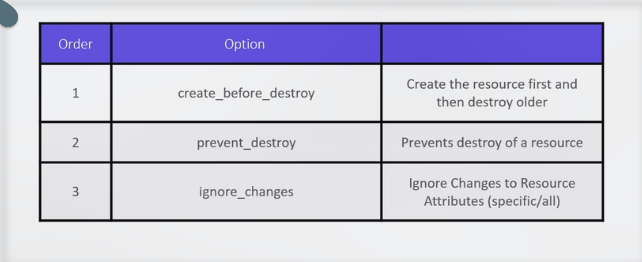 Order Option
1 create_before_destroy Create the resource first and
then destroy older
2 prevent_destroy Prevents destroy of a resource
3 ignore_changes Ignore Changes to Resource
Attributes (specific/all)